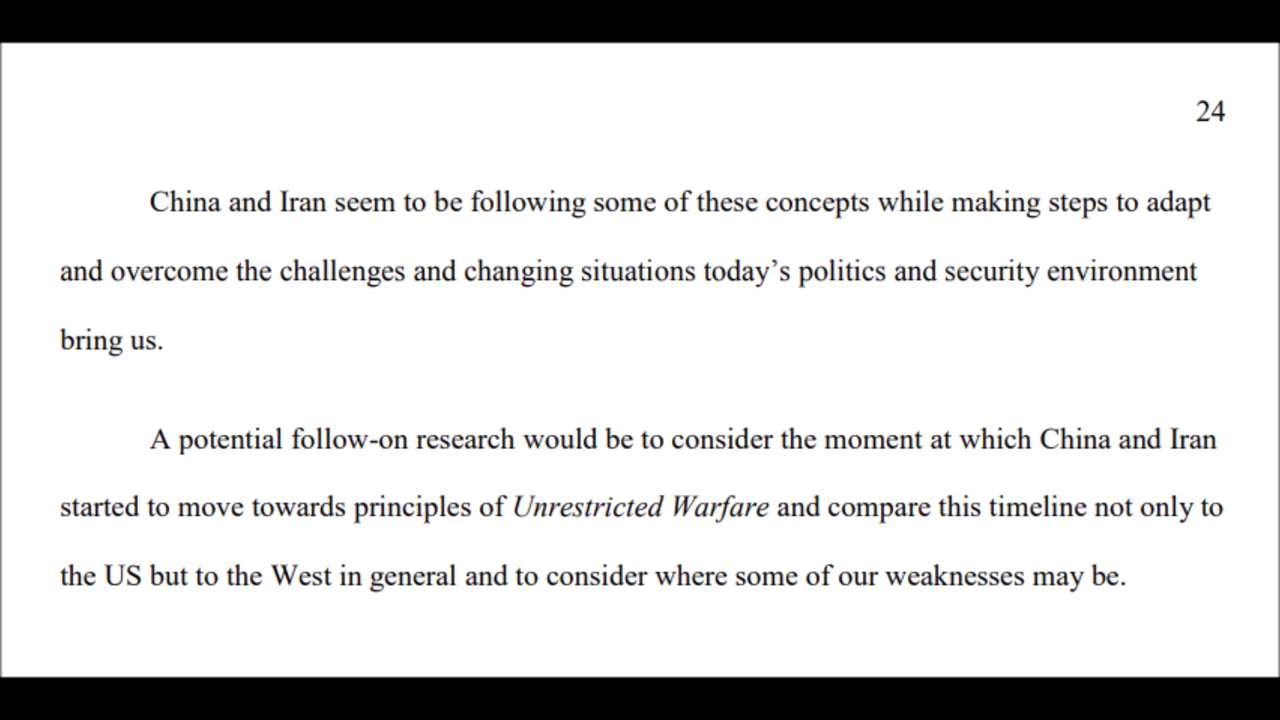 24
China and Iran seem to be following some of these concepts while making steps to adapt
and overcome the challenges and changing situations today’s politics and security environment
bring us.
A potential follow-on research would be to consider the moment at which China and Iran
started to move towards principles of Unrestricted Warfare and compare this timeline not only to
the US but to the West in general and to consider where some of our weaknesses may be.